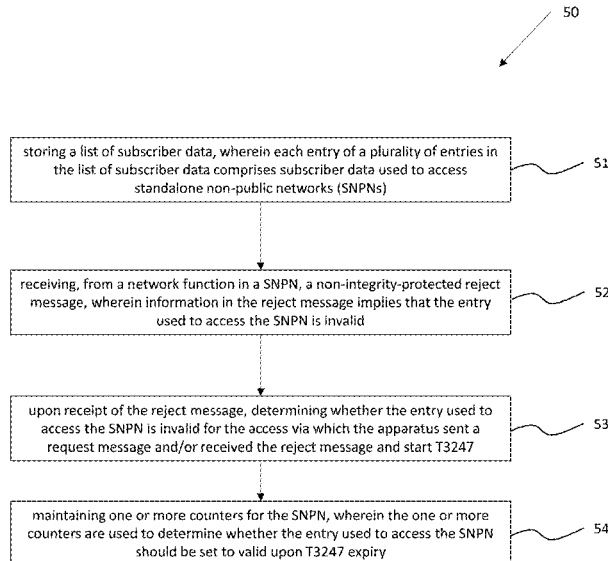 50
storing a list of subscriber data, wherein each entry of a plurality of entries in
the list of subscriber data comprises subscriber data used to access
standalone non-public networks (SNPNs)
51
receiving, from a network function in a SNPN, a non-integrity-protected reject
message, wherein information in the reject message implies that the entry
used to access the SNPN is invalid
52
upon receipt of the reject message, determining whether the entry used to
access the SNPN is invalid for the access via which the apparatus sent a
request message and/or received the reject message and start T3247
53
maintaining one or more counters for the SNPN, wherein the one or more
counters are used to determine whether the entry used to access the SNPN
should be set to valid upon T3247 expiry
54